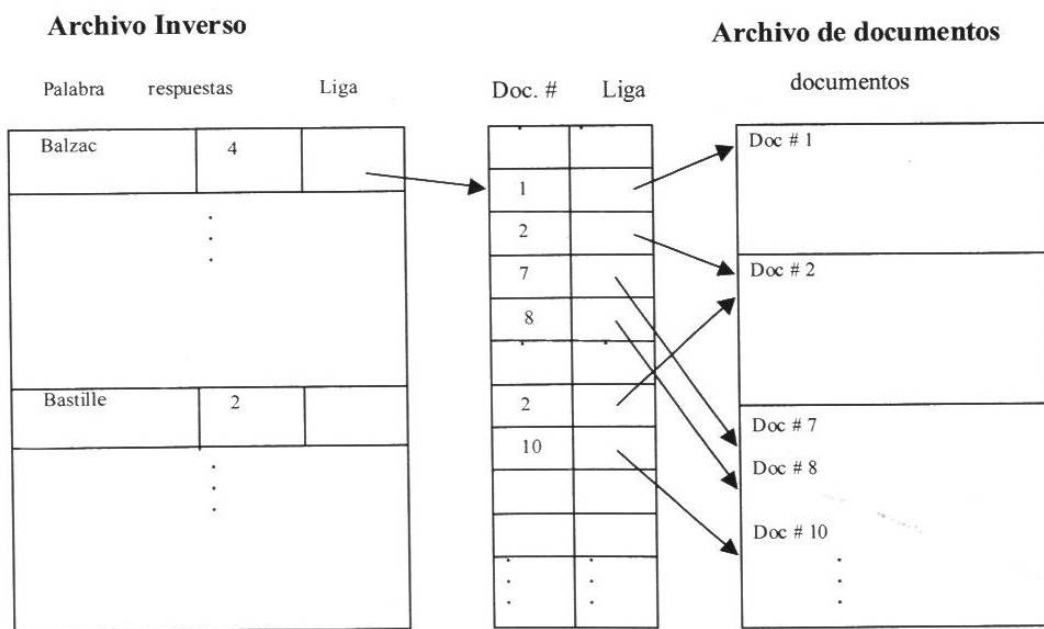 Archivo Inverso
Archivo de documentos
Palabra respuestas Liga
Doc. # Liga
documentos
Balzac 4
Doc # 1
1
2
7
8
Doc # 2
Bastille 2
2
10
Doc # 7
Doc # 8
Doc # 10